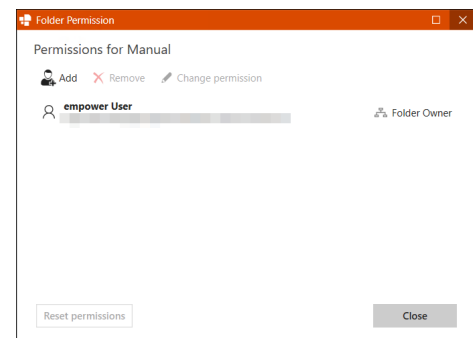 Folder Permission
Permissions for Manual
Add Remove Change permission
empower User
Folder Owner
Reset permissions Close